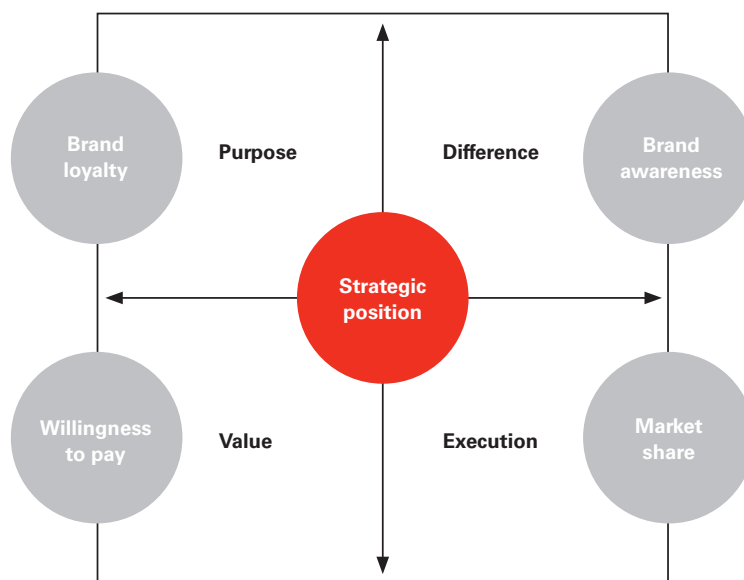 Brand
loyalty
Purpose
Difference
Brand
awareness
Strategic
position
Willingness
to pay
Value
Execution
Market
share